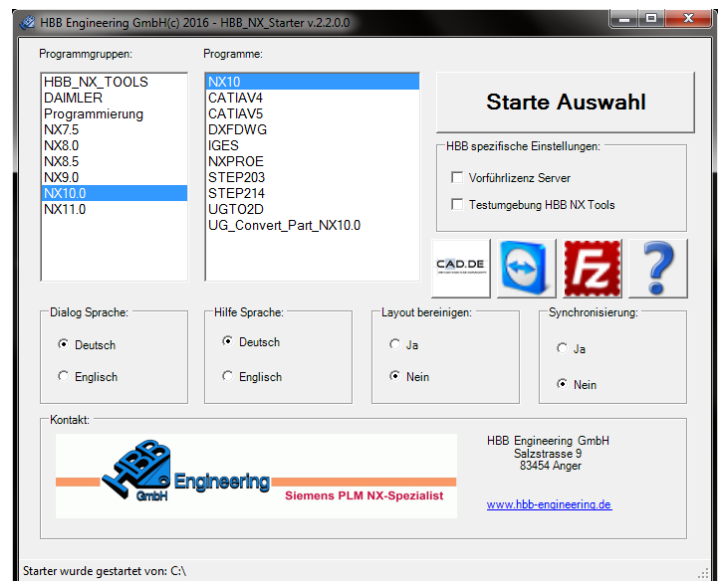 HBB Engineering GmbH(c) 2016 - HBB_NX_Starter v.2.2.0.0
Programmgruppen:
Programme:
HBB_NX_TOOLS
DAIMLER
Programmierung
NX7.5
NX8.0
NX8.5
NX9.0
NX10.0
NX11.0
NX10
CATIAV4
CATIAV5
DXFDWG
IGES
NXPROE
STEP203
STEP214
UGTO2D
UG_Convert_Part_NX10.0
Starte Auswahl
HBB spezifische Einstellungen:
Vorführlizenz Server
Testumgebung HBB NX Tools
CAD.DE
Fz
?
Dialog Sprache:
Deutsch
Englisch
Hilfe Sprache:
Deutsch
Englisch
Layout bereinigen:
Ja
Nein
Synchronisierung:
Ja
Nein
Kontakt:
HBB Engineering
GmbH
Siemens PLM NX-Spezialist
HBB Engineering GmbH
Salzstrasse 9
83454 Anger
www.hbb-engineering.de
Starter wurde gestartet von: C:\